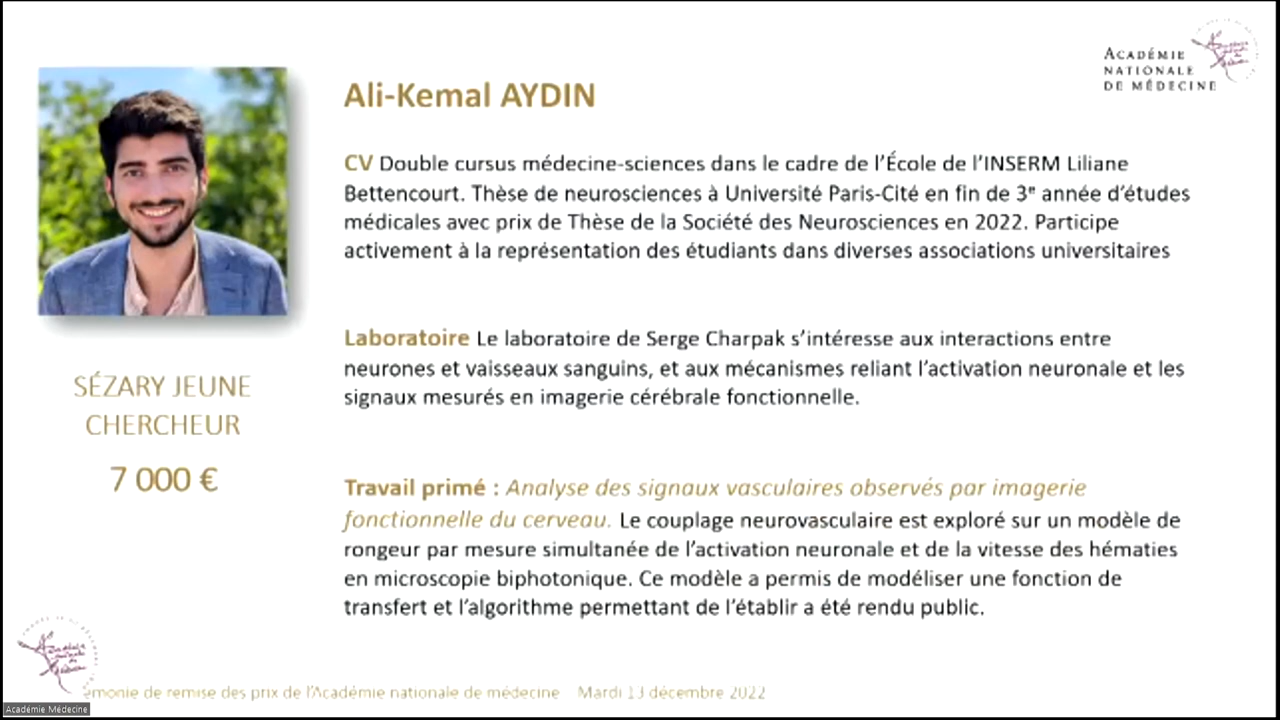 ACADÉMIE
NATIONALE
DE MÉDECINE
Ali-Kemal AYDIN
CV Double cursus médecine-sciences dans le cadre de l'École de l'INSERM Liliane
Bettencourt. Thèse de neurosciences à Université Paris-Cité en fin de 3e année d'études
médicales avec prix de Thèse de la Société des Neurosciences en 2022. Participe
activement à la représentation des étudiants dans diverses associations universitaires
Laboratoire Le laboratoire de Serge Charpak s'intéresse aux interactions entre
neurones et vaisseaux sanguins, et aux mécanismes reliant l'activation neuronale et les
signaux mesurés en imagerie cérébrale fonctionnelle.
SÉZARY JEUNE
CHERCHEUR
7 000 €
Travail primé : Analyse des signaux vasculaires observés par imagerie
fonctionnelle du cerveau. Le couplage neurovasculaire est exploré sur un modèle de
rongeur par mesure simultanée de l'activation neuronale et de la vitesse des hématies
en microscopie biphotonique. Ce modèle a permis de modéliser une fonction de
transfert et l'algorithme permettant de l'établir a été rendu public.
émonie de remise des prix de l'Académie nationale de médecine Mardi 13 décembre 2022
Académie Médecine